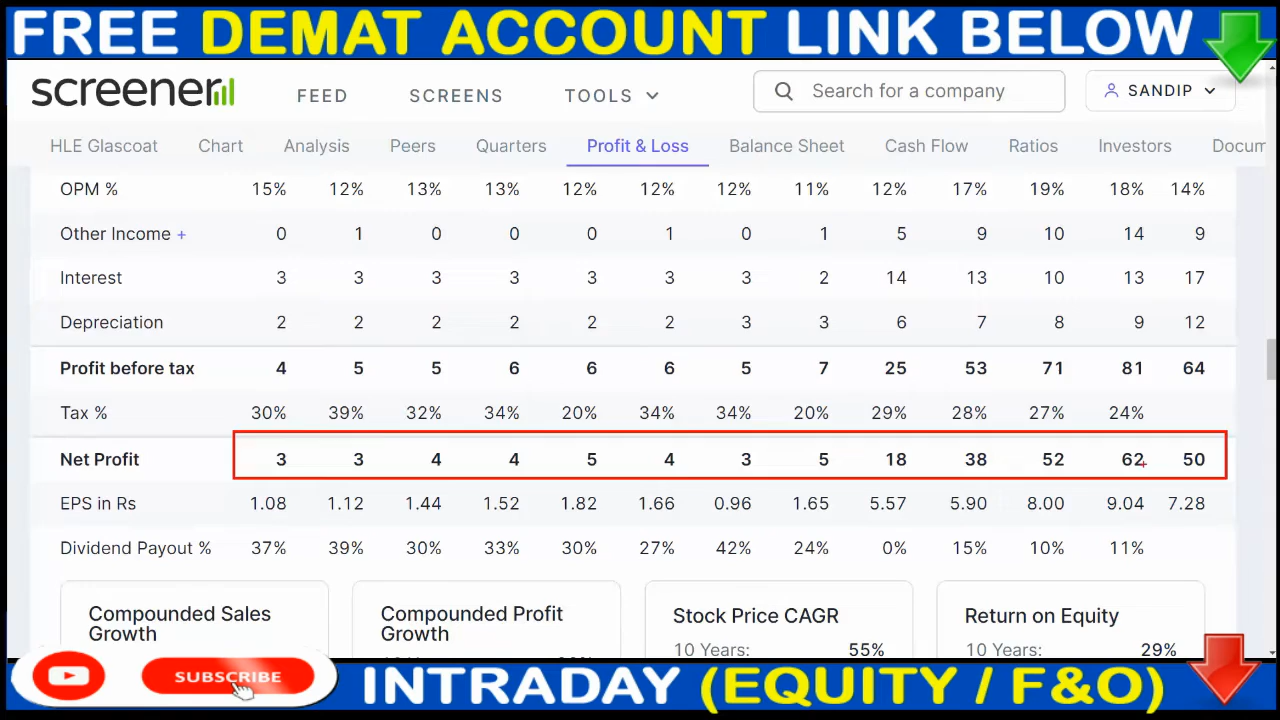 FREE DEMAT ACCOUNT LINK BELOW
screener FEED SCREENS TOOLS Search for a company SANDIP
HLE Glascoat Chart Analysis Peers Quarters Profit & Loss Balance Sheet Cash Flow Ratios Investors Docum
OPM % 15% 12% 13% 13% 12% 12% 12% 11% 12% 17% 19% 18% 14%
Other Income + 0 1 0 0 0 1 0 1 5 9 10 14 9
Interest 3 3 3 3 3 3 3 2 14 13 10 13 17
Depreciation 2 2 2 2 2 2 3 3 6 7 8 9 12
Profit before tax 4 5 5 6 6 6 5 7 25 53 71 81 64
Tax % 30% 39% 32% 34% 20% 34% 34% 20% 29% 28% 27% 24%
Net Profit 3 3 4 4 5 4 3 5 18 38 52 62 50
EPS in Rs 1.08 1.12 1.44 1.52 1.82 1.66 0.96 1.65 5.57 5.90 8.00 9.04 7.28
Dividend Payout % 37% 39% 30% 33% 30% 27% 42% 24% 0% 15% 10% 11%
Compounded Sales Growth
Compounded Profit Growth
Stock Price CAGR
10 Years: 55%
Return on Equity
29%
SUBSCRIBE
INTRADAY (EQUITY / F&O)